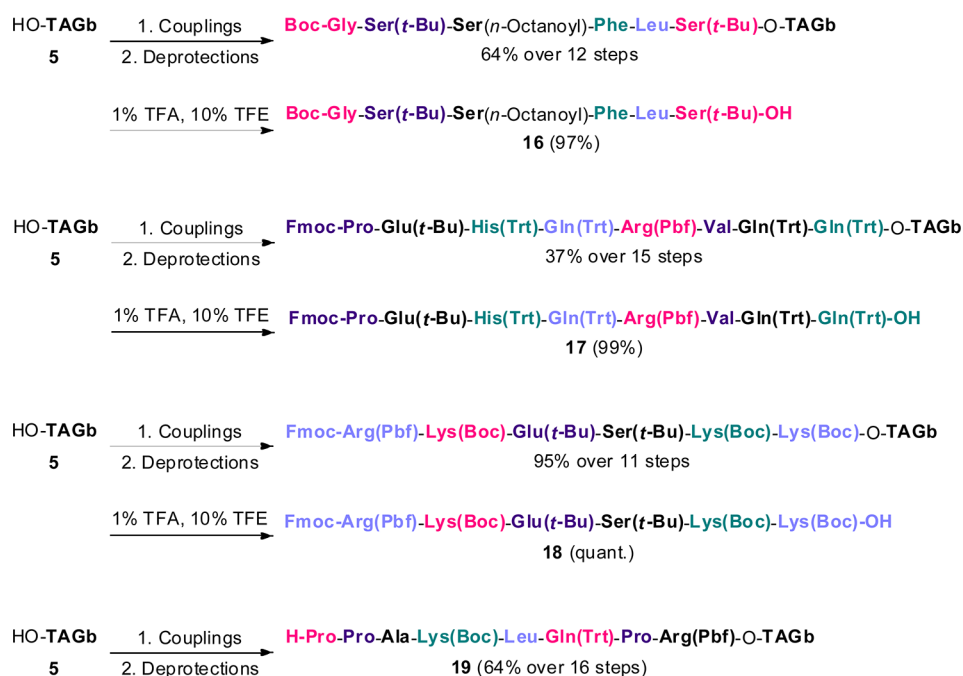 HO-TAGb 1. Couplings Boc-Gly-Ser(t-Bu)-Ser(n-Octanoyl)-Phe-Leu-Ser(t-Bu)-O-TAGb
5 2. Deprotections 64% over 12 steps
1% TFA, 10% TFE Boc-Gly-Ser(t-Bu)-Ser(n-Octanoyl)-Phe-Leu-Ser(t-Bu)-OH
16 (97%)
HO-TAGb 1. Couplings Fmoc-Pro-Glu(t-Bu)-His(Trt)-Gln(Trt)-Arg(Pbf)-Val-Gln(Trt)-Gln(Trt)-O-TAGb
5 2. Deprotections 37% over 15 steps
1% TFA, 10% TFE Fmoc-Pro-Glu(t-Bu)-His(Trt)-Gln(Trt)-Arg(Pbf)-Val-Gln(Trt)-Gln(Trt)-OH
17 (99%)
HO-TAGb 1. Couplings Fmoc-Arg(Pbf)-Lys(Boc)-Glu(t-Bu)-Ser(t-Bu)-Lys(Boc)-Lys(Boc)-O-TAGb
5 2. Deprotections 95% over 11 steps
1% TFA, 10% TFE Fmoc-Arg(Pbf)-Lys(Boc)-Glu(t-Bu)-Ser(t-Bu)-Lys(Boc)-Lys(Boc)-OH
18 (quant.)
HO-TAGb 1. Couplings H-Pro-Pro-Ala-Lys(Boc)-Leu-Gln(Trt)-Pro-Arg(Pbf)-O-TAGb
5 2. Deprotections 19 (64% over 16 steps)